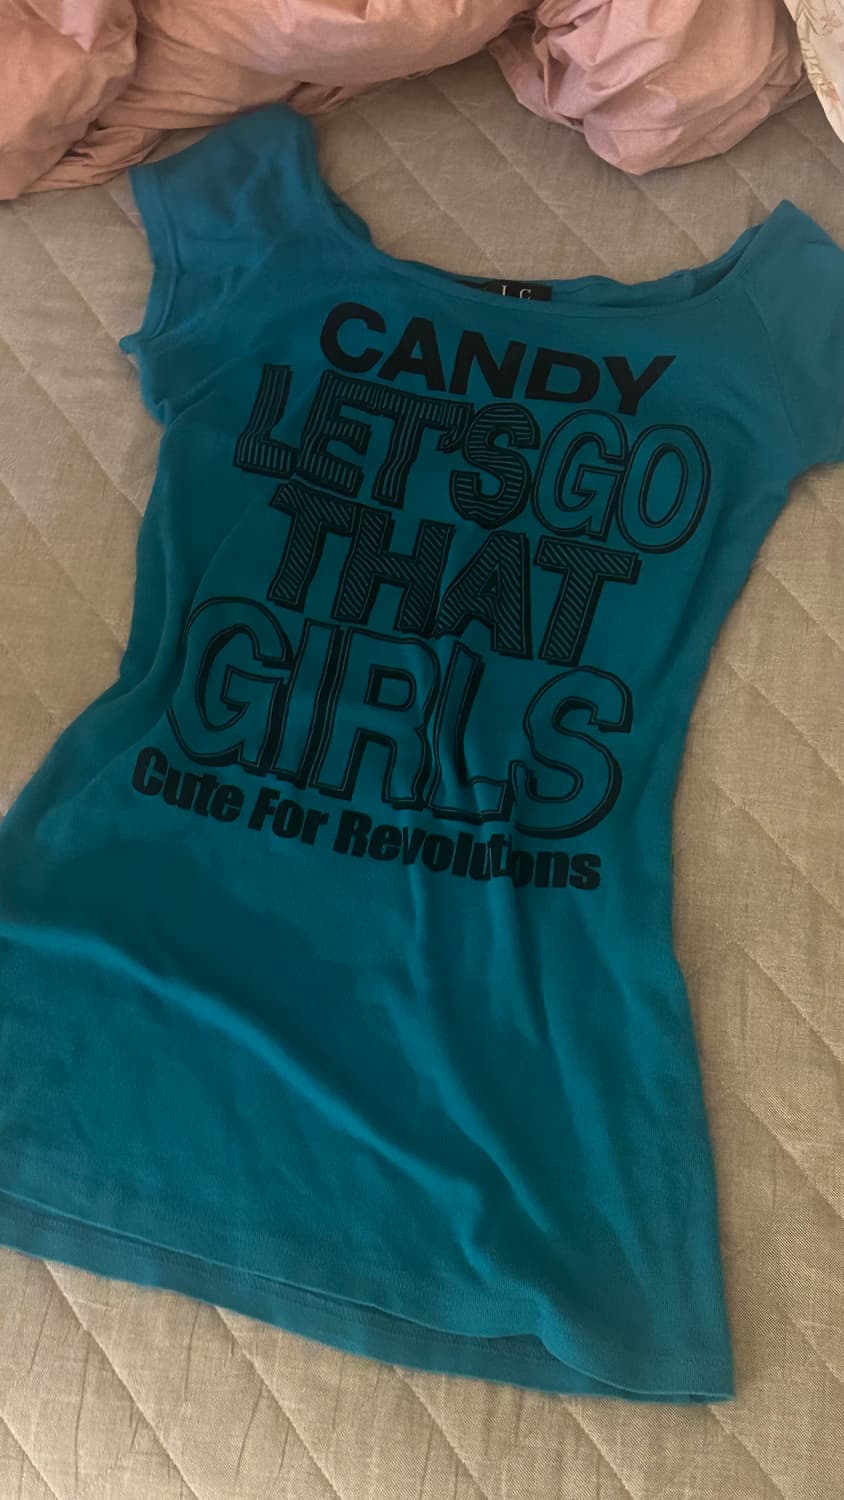 CANDY
LET'S GO
THAT
GIRLS
Cute For Revolutions